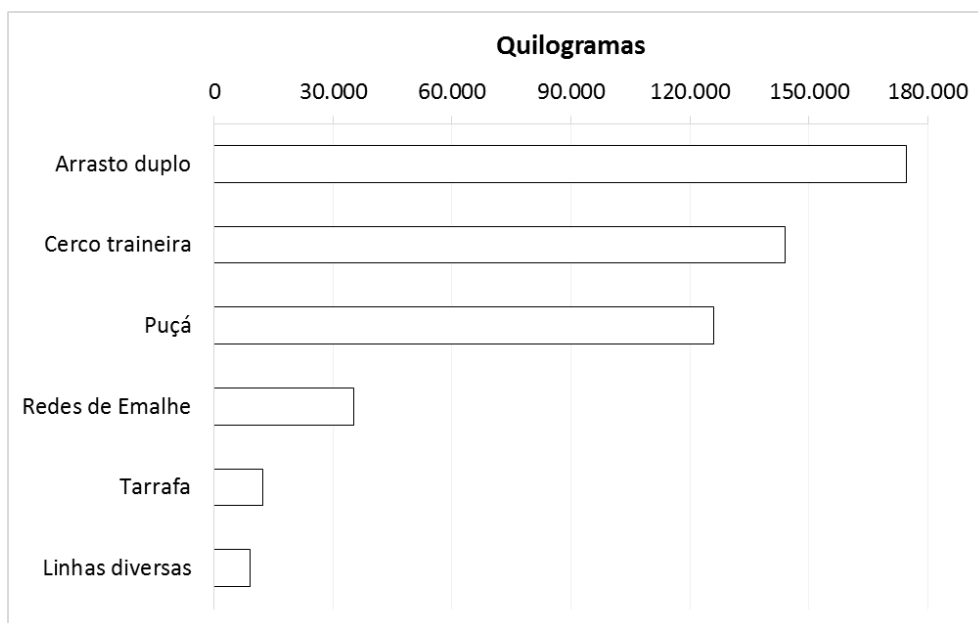 Quilogramas
0 30.000 60.000 90.000 120.000 150.000 180.000
Arrasto duplo
Cerco traineira
Puçá
Redes de Emalhe
Tarrafa
Linhas diversas